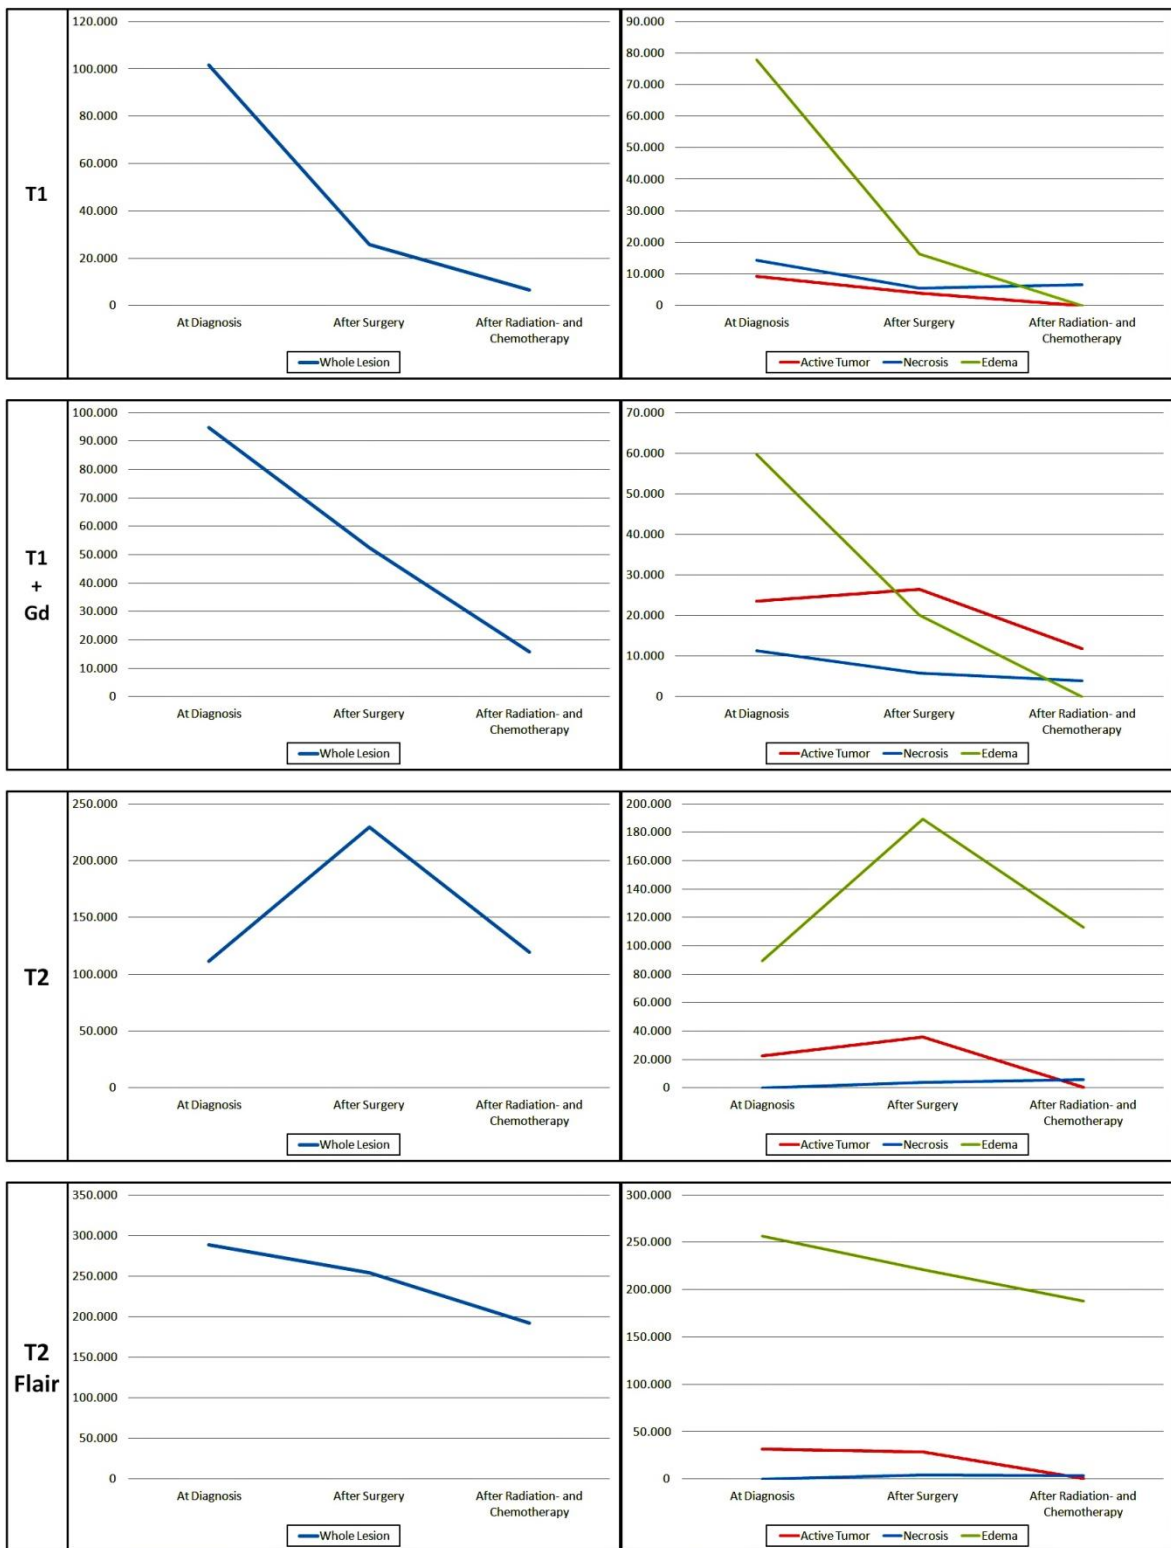 T1
120.000
100.000
80.000
60.000
40.000
20.000
0
At Diagnosis After Surgery After Radiation- and
Chemotherapy
Whole Lesion
90.000
80.000
70.000
60.000
50.000
40.000
30.000
20.000
10.000
0
At Diagnosis After Surgery After Radiation- and
Chemotherapy
Active Tumor Necrosis Edema
T1
+
Gd
100.000
90.000
80.000
70.000
60.000
50.000
40.000
30.000
20.000
10.000
0
At Diagnosis After Surgery After Radiation- and
Chemotherapy
Whole Lesion
70.000
60.000
50.000
40.000
30.000
20.000
10.000
0
At Diagnosis After Surgery After Radiation- and
Chemotherapy
Active Tumor Necrosis Edema
T2
250.000
200.000
150.000
100.000
50.000
0
At Diagnosis After Surgery After Radiation- and
Chemotherapy
Whole Lesion
200.000
180.000
160.000
140.000
120.000
100.000
80.000
60.000
40.000
20.000
0
At Diagnosis After Surgery After Radiation- and
Chemotherapy
Active Tumor Necrosis Edema
T2
Flair
350.000
300.000
250.000
200.000
150.000
100.000
50.000
0
At Diagnosis After Surgery After Radiation- and
Chemotherapy
Whole Lesion
300.000
250.000
200.000
150.000
100.000
50.000
0
At Diagnosis After Surgery After Radiation- and
Chemotherapy
Active Tumor Necrosis Edema